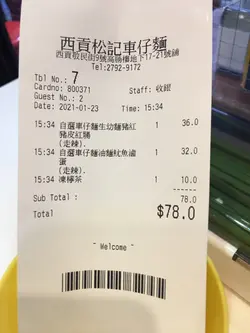 西貢松記車仔麵
西貢敬民街9號高勝樓地下17-21號舖
Tel:2792-9172
Tbl No.: 7
Cardno: 800371 Staff: 收銀
Guest No.: 2
Date: 2021-01-23 Time: 15:34
15:34 自選車仔麵生幼麵豬紅 1 36.0
豬皮豬腸
(走辣).
15:34 自選車仔麵油麵魷魚滷 1 32.0
蛋
(走辣).
15:34 凍檸茶 1 10.0
Sub Total : 78.0
Total $78.0
~ Welcome ~